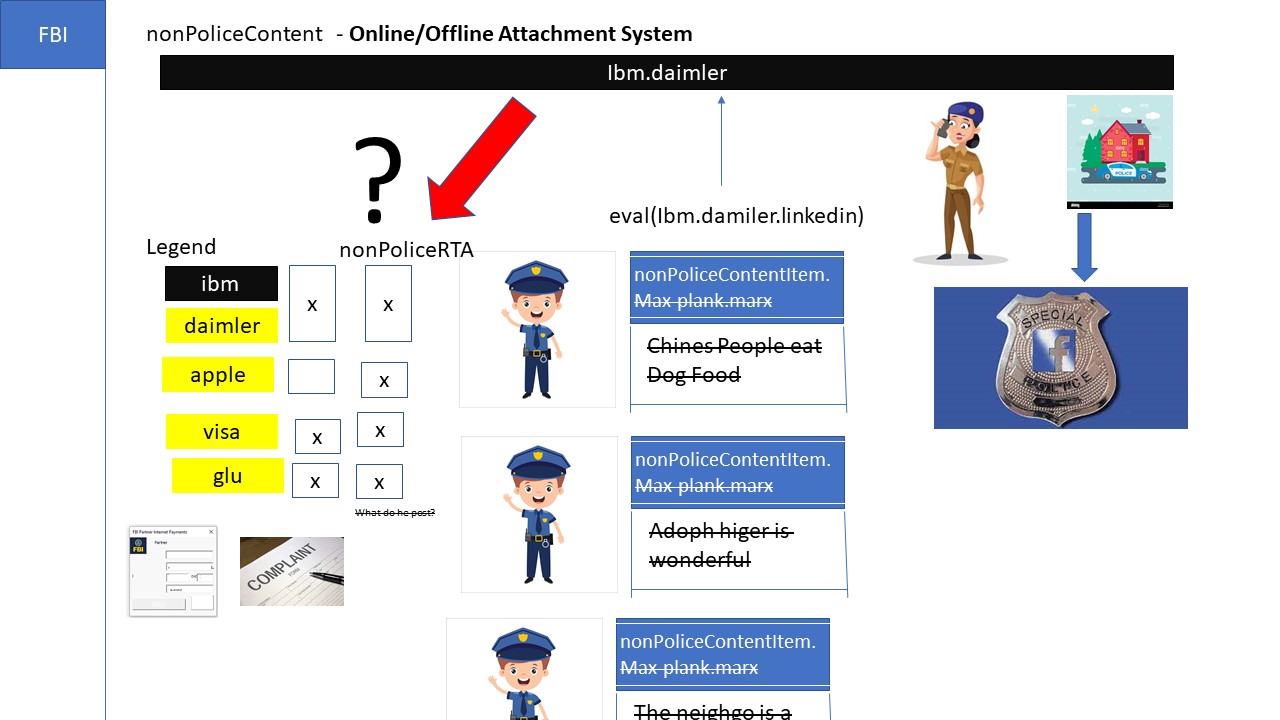 FBI
nonPoliceContent - Online/Offline Attachment System
Ibm.daimler
?
eval(Ibm.damiler.linkedin)
Legend
nonPoliceRTA
ibm
x
x
daimler
apple
x
visa
x
x
glu
x
x
What do he post?
nonPoliceContentItem.
Max plank.marx
Chines People eat
Dog Food
nonPoliceContentItem.
Max plank.marx
Adoph higer is
wonderful
nonPoliceContentItem.
Max plank.marx
The neighgo is a
POLICE
SPECIAL
f
FBI Partner Internet Payments
Partner
FBI
COMPLAINT
FORM